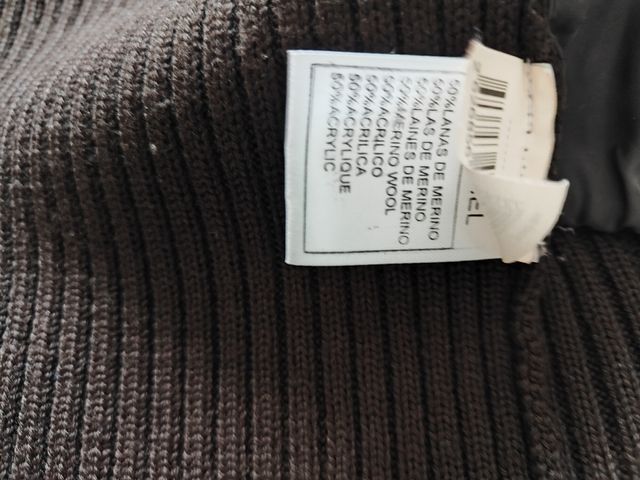 50%LANAS DE MERINO
50%LAS DE MERINO
50%LAINES DE MERINO
50%MERINO WOOL
50%ACRILICO
50%ACRILICA
50%ACRYLIQUE
50%ACRYLIC